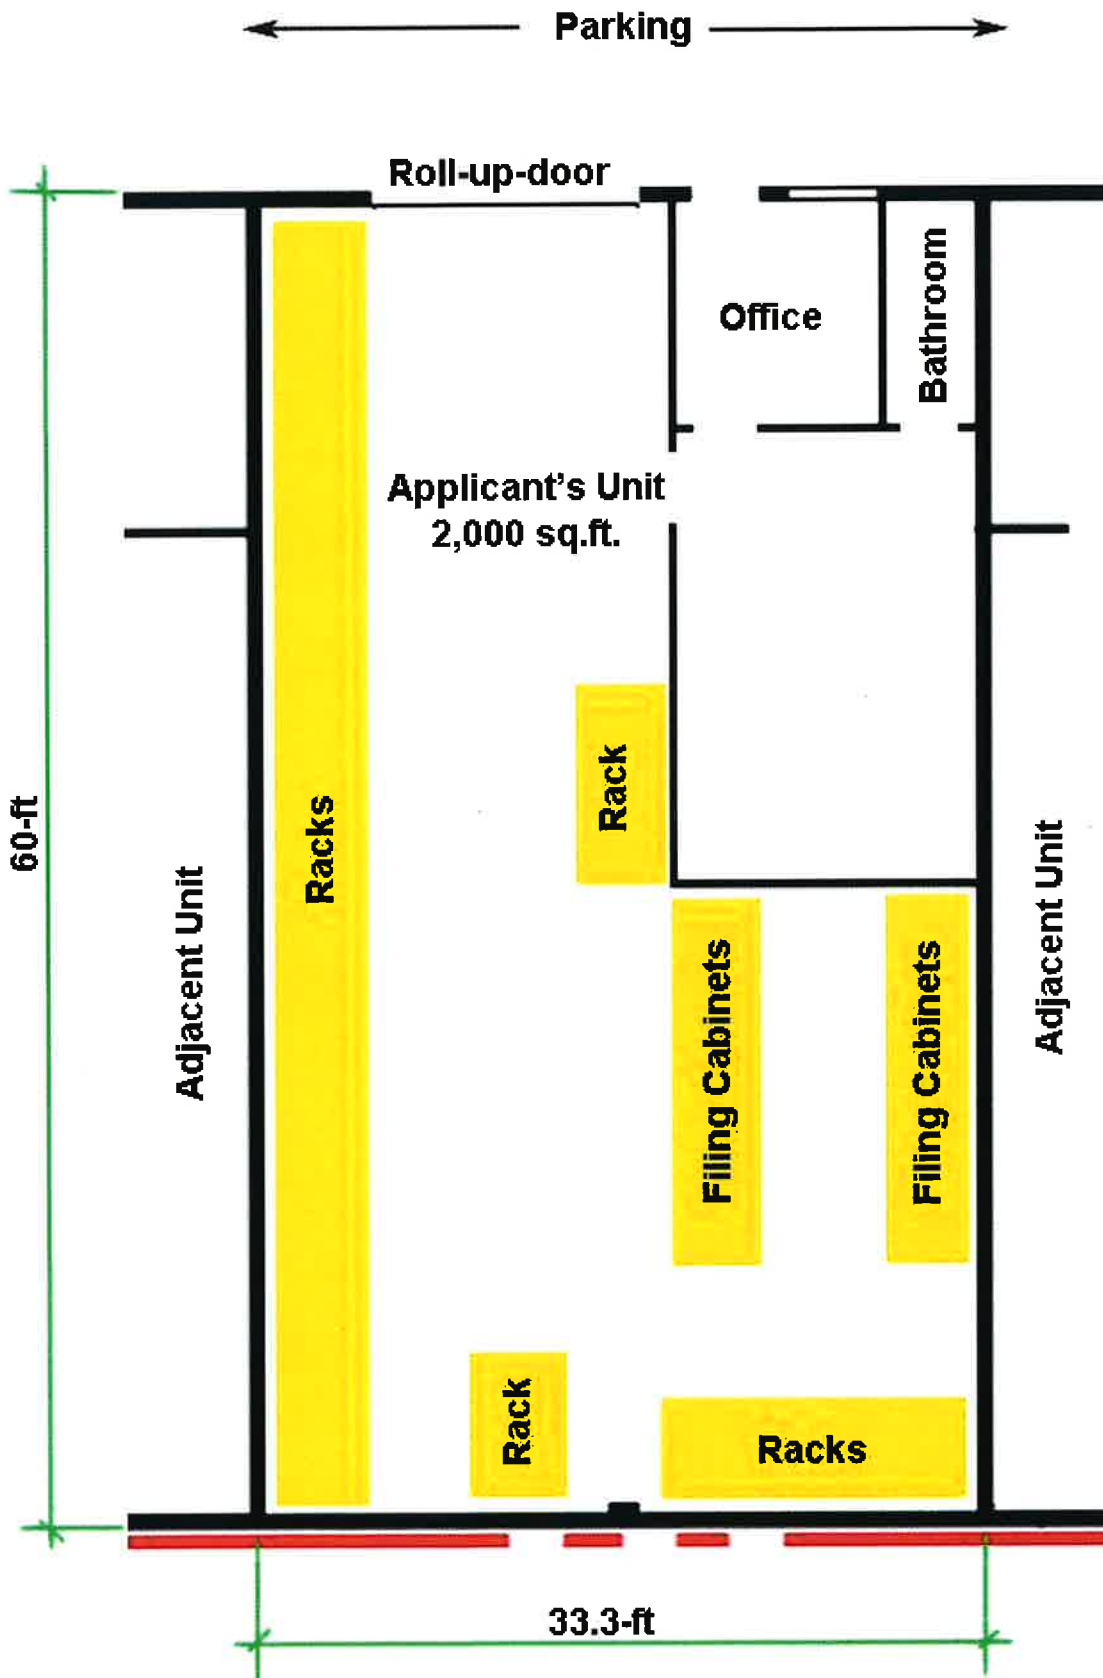 Parking
Roll-up-door
Office
Bathroom
Applicant's Unit
2,000 sq.ft.
Rack
60-ft
Racks
Adjacent Unit
Adjacent Unit
Filing Cabinets
Filing Cabinets
Rack
Racks
33.3-ft